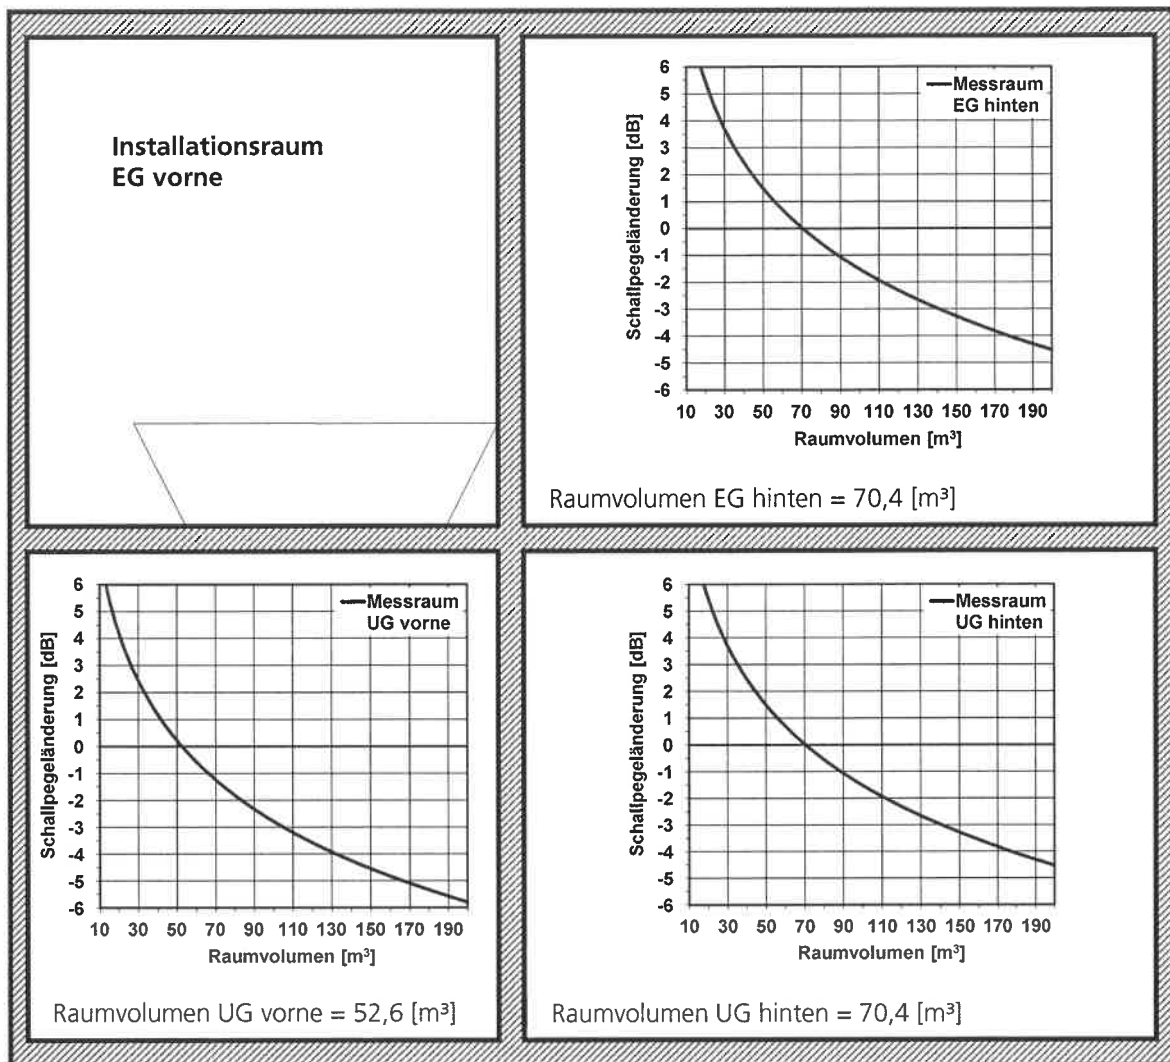 Installationsraum
EG vorne
6
5
4
3
2
1
0
-1
-2
-3
-4
-5
-6
Schallpegeländerung [dB]
Messraum
EG hinten
10 30 50 70 90 110 130 150 170 190
Raumvolumen [m³]
Raumvolumen EG hinten = 70,4 [m³]
6
5
4
3
2
1
0
-1
-2
-3
-4
-5
-6
Schallpegeländerung [dB]
Messraum
UG vorne
10 30 50 70 90 110 130 150 170 190
Raumvolumen [m³]
Raumvolumen UG vorne = 52,6 [m³]
6
5
4
3
2
1
0
-1
-2
-3
-4
-5
-6
Schallpegeländerung [dB]
Messraum
UG hinten
10 30 50 70 90 110 130 150 170 190
Raumvolumen [m³]
Raumvolumen UG hinten = 70,4 [m³]